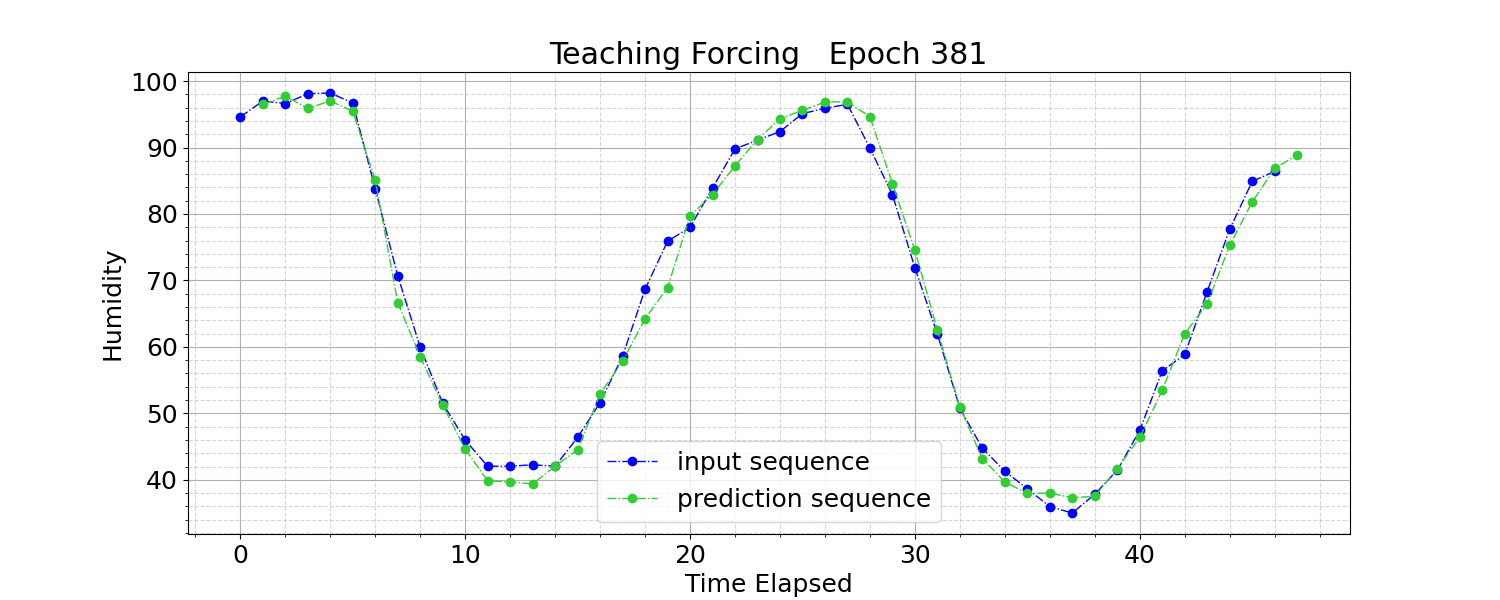 Teaching Forcing   Epoch 381
100
90
80
70
60
50
40
Humidity
input sequence
prediction sequence
0 10 20 30 40
Time Elapsed